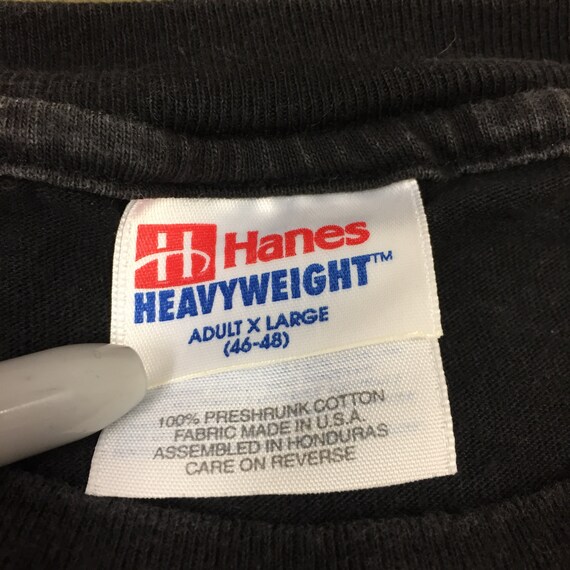 H Hanes
HEAVYWEIGHT™
ADULT X LARGE
(46-48)
100% PRESHRUNK COTTON
FABRIC MADE IN U.S.A.
ASSEMBLED IN HONDURAS
CARE ON REVERSE